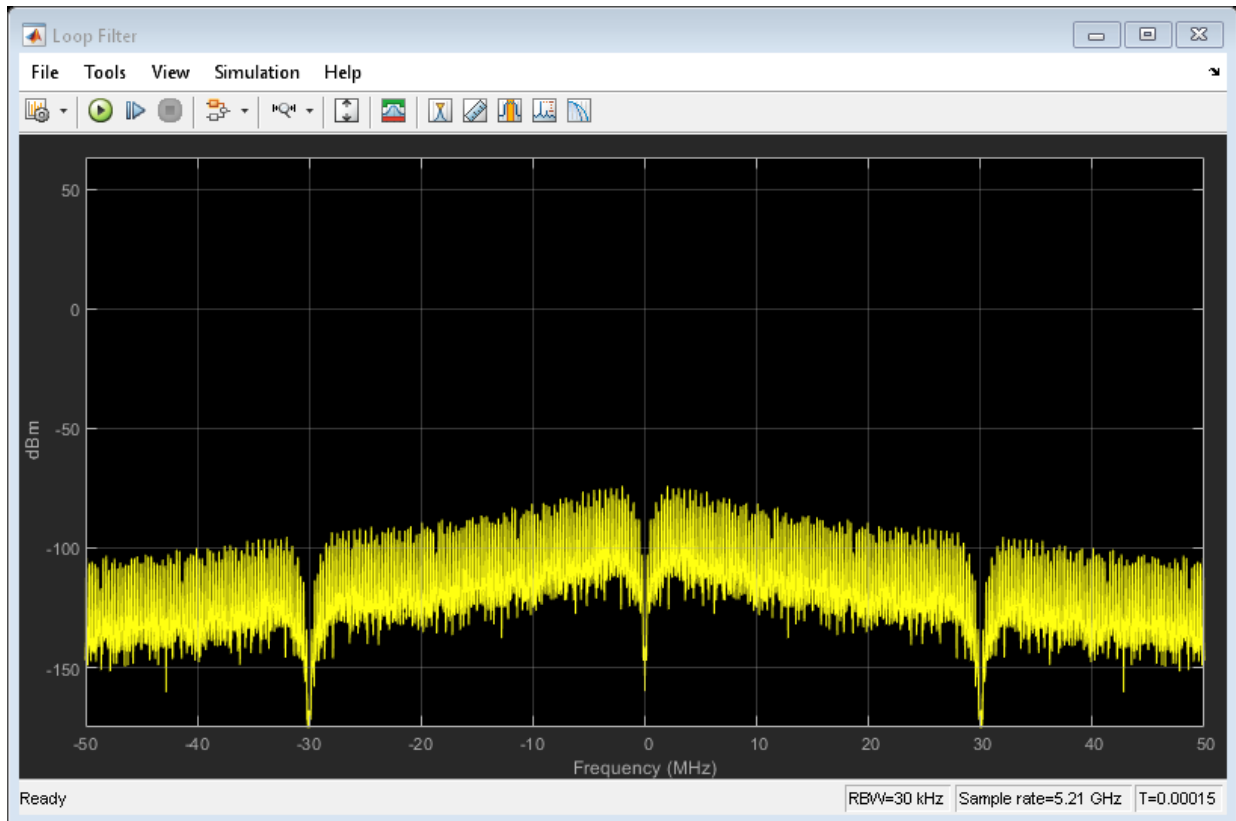 Loop Filter
File Tools View Simulation Help
50
0
-50
-100
-150
dBm
-50 -40 -30 -20 -10 0 10 20 30 40 50
Frequency (MHz)
Ready RBW=30 kHz Sample rate=5.21 GHz T=0.00015